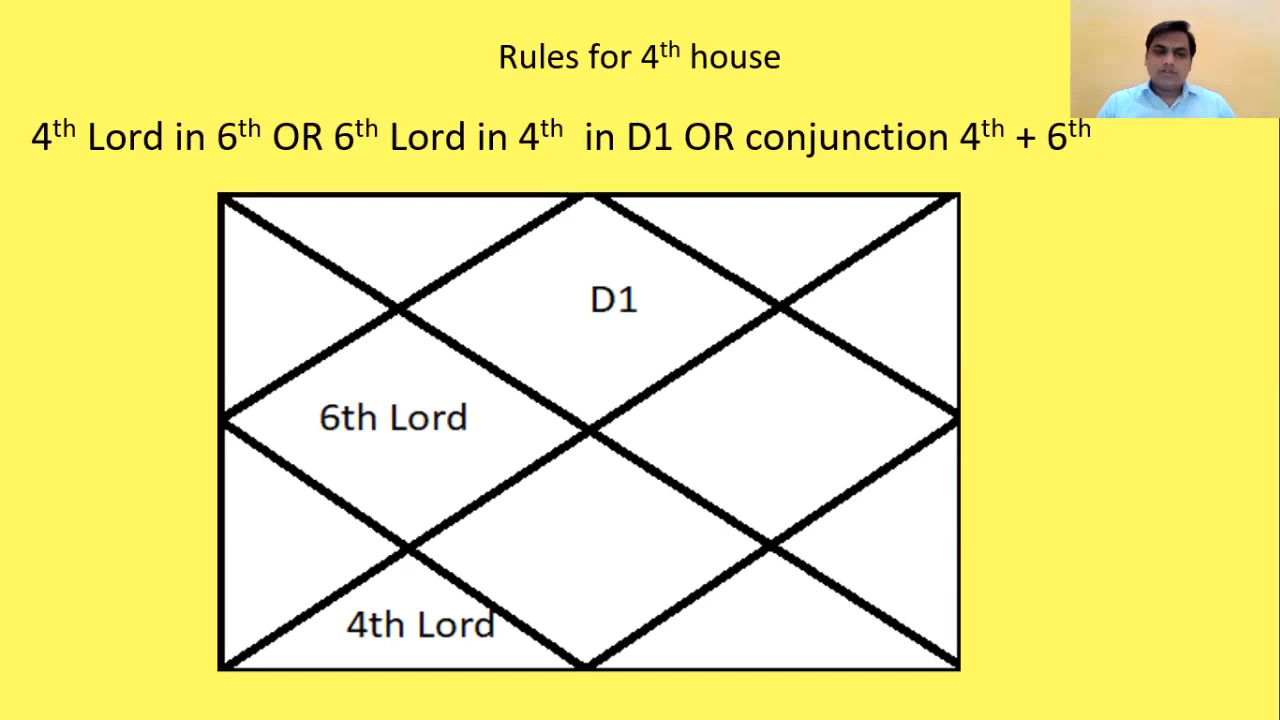 Rules for 4th house
4th Lord in 6th OR 6th Lord in 4th in D1 OR conjunction 4th + 6th
D1
6th Lord
4th Lord